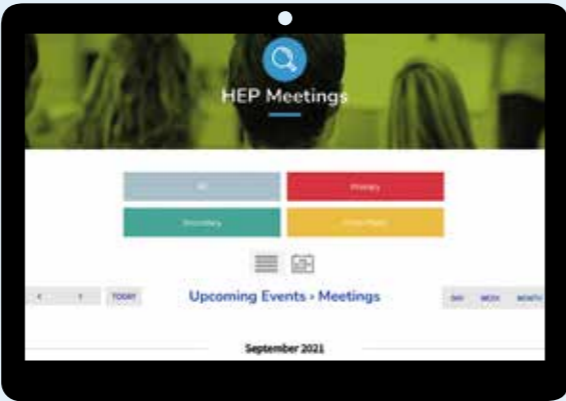 HEP Meetings
All
Primary
Secondary
TODAY
Upcoming Events › Meetings
DAY WEEK MONTH
September 2021